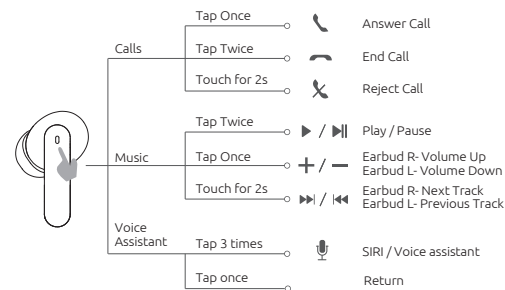 Tap Once
Answer Call
Calls
Tap Twice
End Call
Touch for 2s
Reject Call
Tap Twice
Play / Pause
Music
Tap Once
Earbud R- Volume Up
Earbud L- Volume Down
Touch for 2s
Earbud R- Next Track
Earbud L- Previous Track
Voice
Assistant
Tap 3 times
SIRI / Voice assistant
Tap once
Return